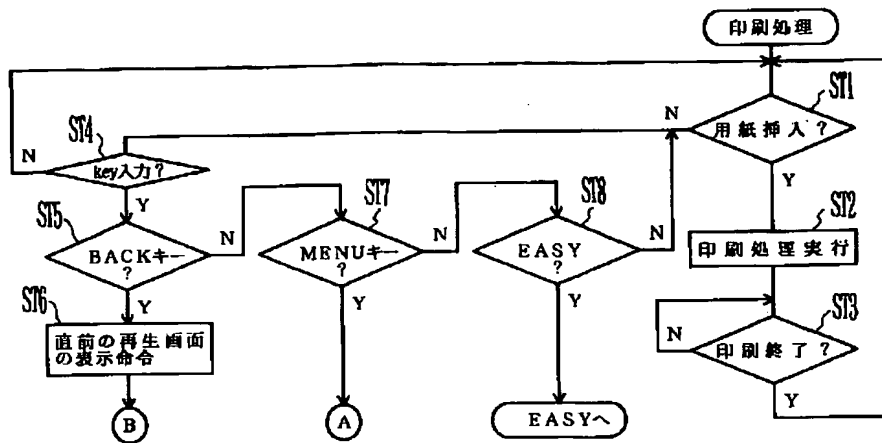 印刷処理
ST1
用紙挿入?
N
Y
ST2
印刷処理実行
ST3
印刷終了?
N
Y
ST4
key入力?
N
Y
ST5
BACKキー
?
N
Y
ST6
直前の再生画面
の表示命令
B
ST7
MENUキー
?
N
Y
A
ST8
EASY
?
N
Y
EASYへ